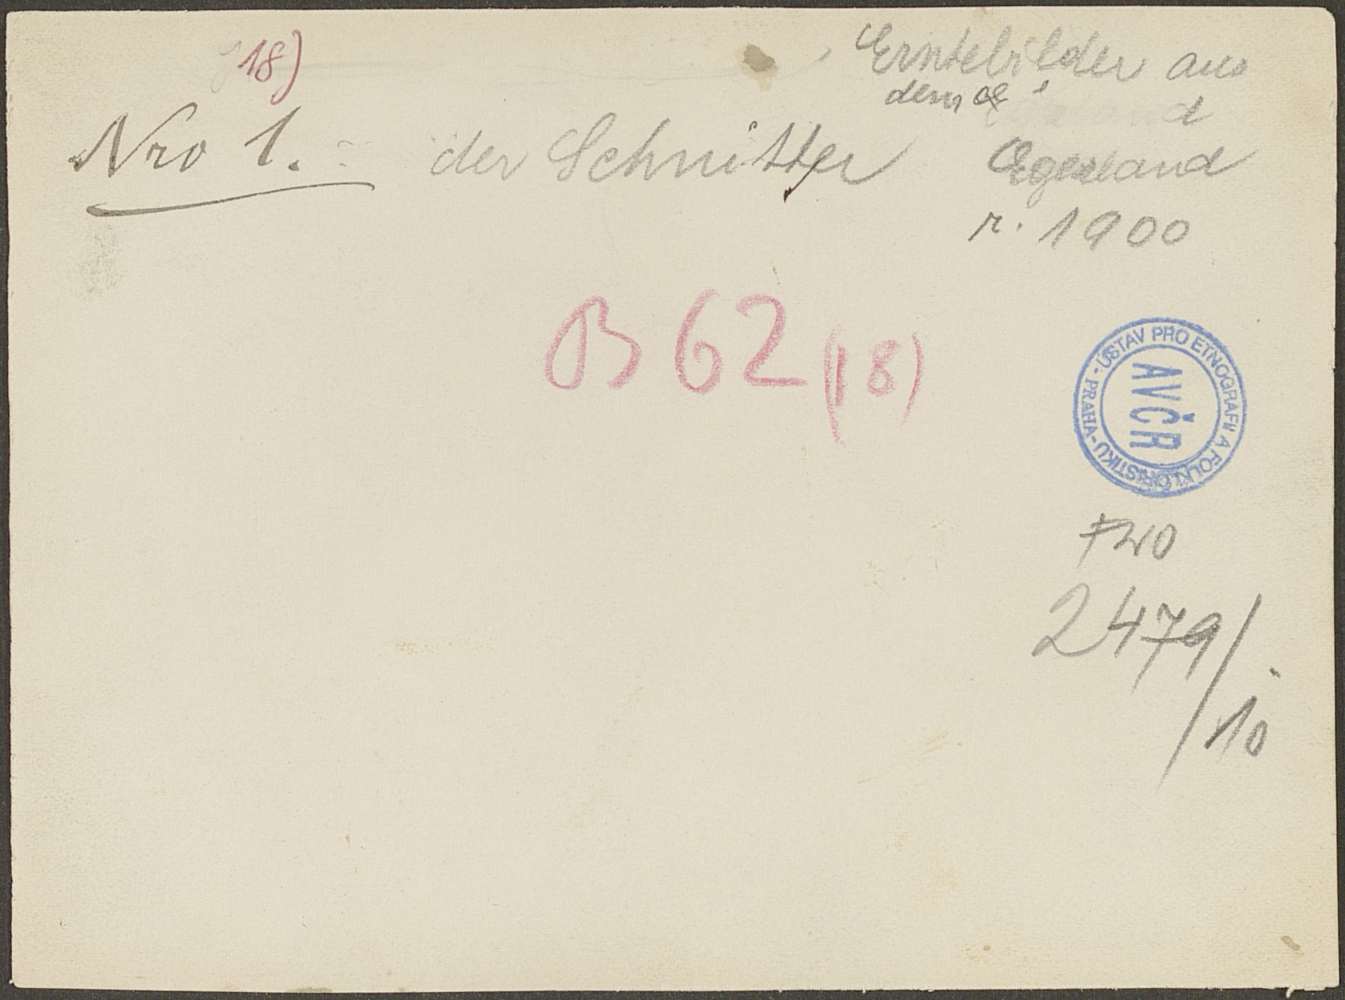 18)
Erntebilder aus
dem
Nro 1. der Schnitter
Egerland
r. 1900
B 62 (18)
ÚSTAV PRO ETNOGRAFII A FOLKLORISTIKU - PRAHA -
AVČR
2479/
10